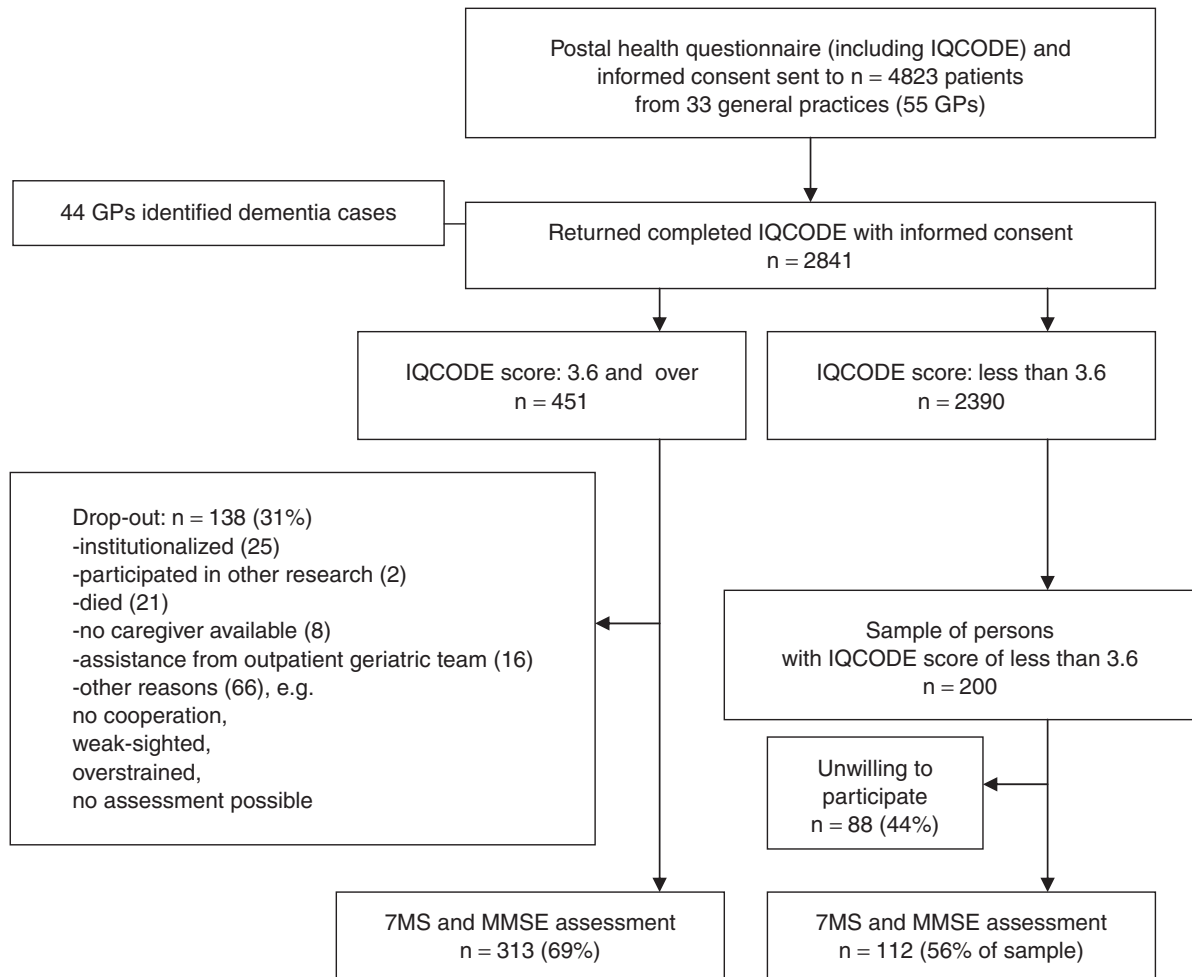 Postal health questionnaire (including IQCODE) and
informed consent sent to n = 4823 patients
from 33 general practices (55 GPs)
44 GPs identified dementia cases
Returned completed IQCODE with informed consent
n = 2841
IQCODE score: 3.6 and over
n = 451
IQCODE score: less than 3.6
n = 2390
Drop-out: n = 138 (31%)
-institutionalized (25)
-participated in other research (2)
-died (21)
-no caregiver available (8)
-assistance from outpatient geriatric team (16)
-other reasons (66), e.g.
no cooperation,
weak-sighted,
overstrained,
no assessment possible
Sample of persons
with IQCODE score of less than 3.6
n = 200
Unwilling to
participate
n = 88 (44%)
7MS and MMSE assessment
n = 313 (69%)
7MS and MMSE assessment
n = 112 (56% of sample)